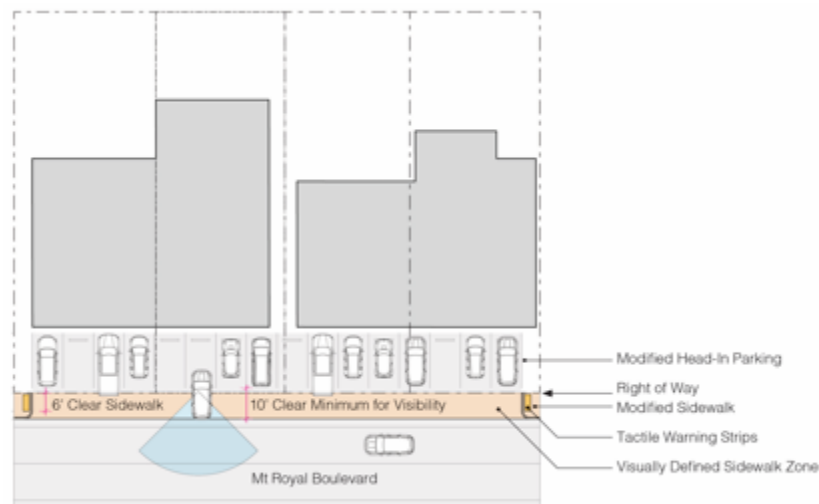 Modified Head-In Parking
Right of Way
6' Clear Sidewalk
10' Clear Minimum for Visibility
Modified Sidewalk
Tactile Warning Strips
Visually Defined Sidewalk Zone
Mt Royal Boulevard